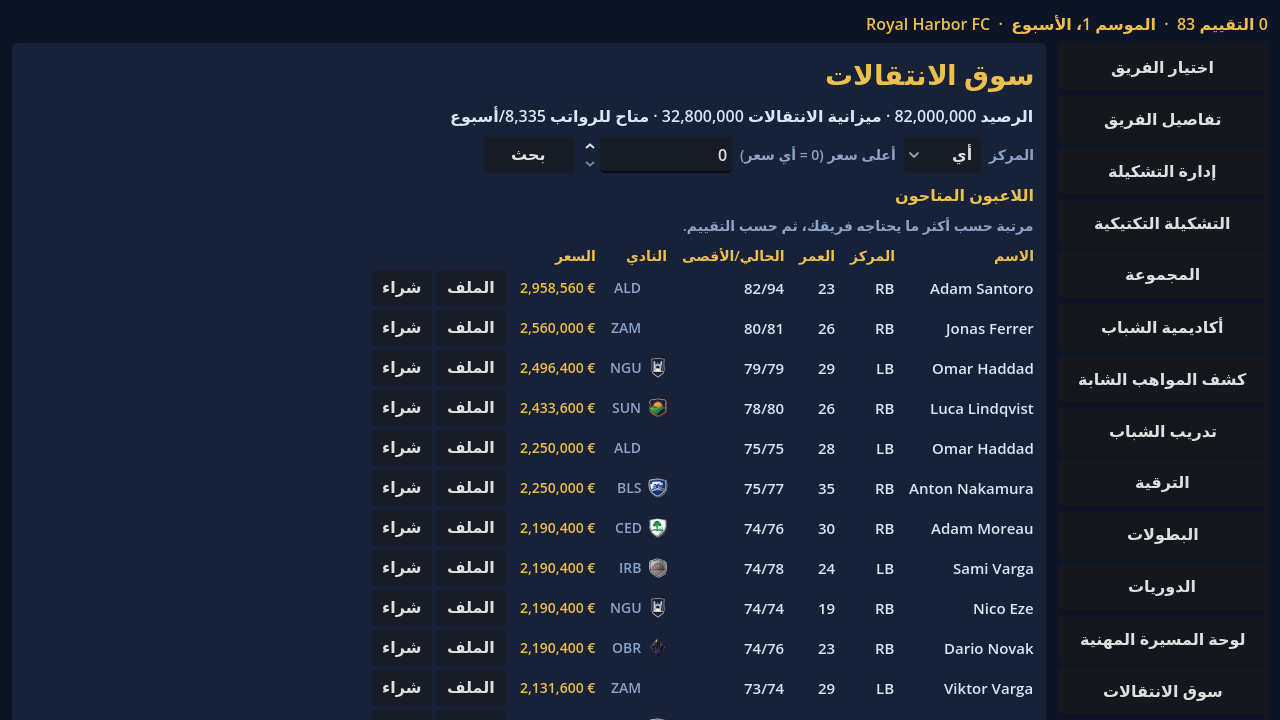 Royal Harbor FC · الموسم 1، الأسبوع 0 التقييم 83
اختيار الفريق
تفاصيل الفريق
إدارة التشكيلة
التشكيلة التكتيكية
المجموعة
أكاديمية الشباب
كشف المواهب الشابة
تدريب الشباب
الترقية
البطولات
الدوريات
لوحة المسيرة المهنية
سوق الانتقالات
سوق الانتقالات
الرصيد 82,000,000 · ميزانية الانتقالات 32,800,000 · متاح للرواتب 8,335/أسبوع
المركز أي أعلى سعر (0 = أي سعر) 0 بحث
اللاعبون المتاحون
مرتبة حسب أكثر ما يحتاجه فريقك، ثم حسب التقييم.
الاسم المركز العمر الحالي/الأقصى النادي السعر
Adam Santoro RB 23 82/94 ALD 2,958,560 € الملف شراء
Jonas Ferrer RB 26 80/81 ZAM 2,560,000 € الملف شراء
Omar Haddad LB 29 79/79 NGU 2,496,400 € الملف شراء
Luca Lindqvist RB 26 78/80 SUN 2,433,600 € الملف شراء
Omar Haddad LB 28 75/75 ALD 2,250,000 € الملف شراء
Anton Nakamura RB 35 75/77 BLS 2,250,000 € الملف شراء
Adam Moreau RB 30 74/76 CED 2,190,400 € الملف شراء
Sami Varga LB 24 74/78 IRB 2,190,400 € الملف شراء
Nico Eze RB 19 74/74 NGU 2,190,400 € الملف شراء
Dario Novak RB 23 74/76 OBR 2,190,400 € الملف شراء
Viktor Varga LB 29 73/74 ZAM 2,131,600 € الملف شراء